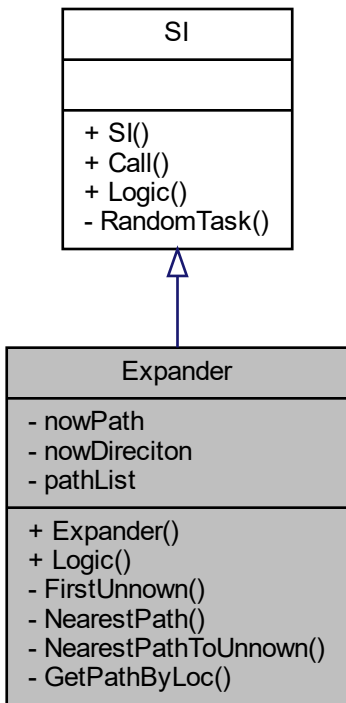 SI
+ SI()
+ Call()
+ Logic()
- RandomTask()
Expander
- nowPath
- nowDireciton
- pathList
+ Expander()
+ Logic()
- FirstUnnown()
- NearestPath()
- NearestPathToUnnown()
- GetPathByLoc()